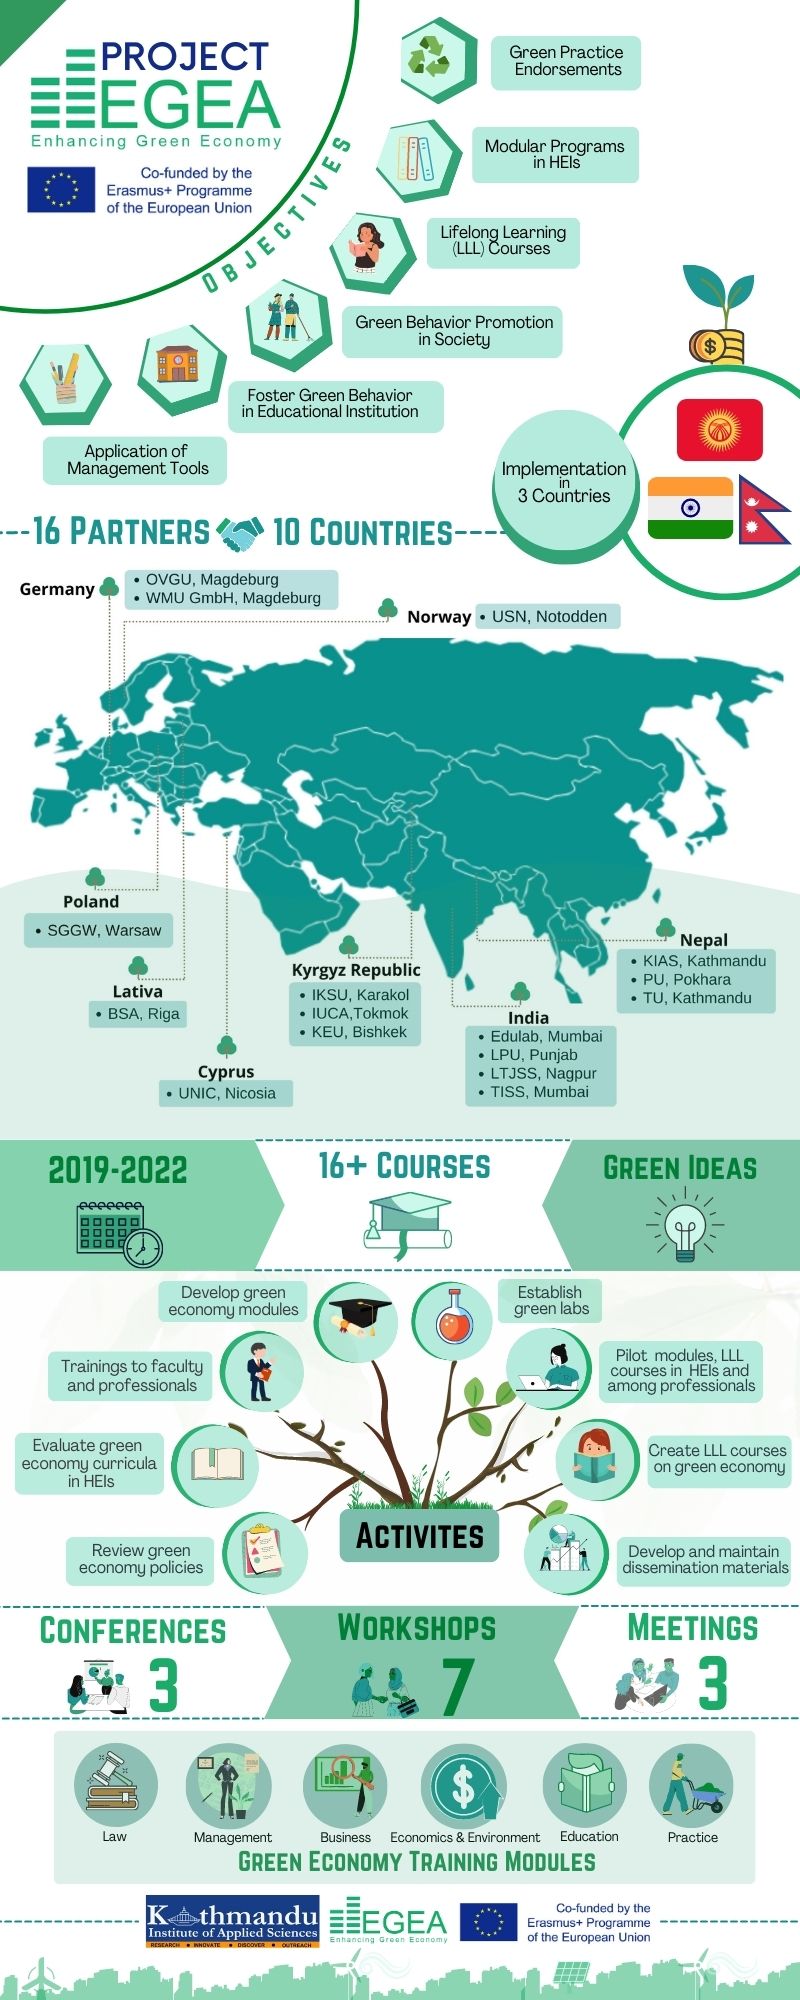 PROJECT
EGEA
Enhancing Green Economy
Co-funded by the
Erasmus+ Programme
of the European Union
OBJECTIVES
Green Practice
Endorsements
Modular Programs
in HEIs
Lifelong Learning
(LLL) Courses
Green Behavior Promotion
in Society
Foster Green Behavior
in Educational Institution
Application of
Management Tools
Implementation
in
3 Countries
16 PARTNERS 10 COUNTRIES
Germany
• OVGU, Magdeburg
• WMU GmbH, Magdeburg
Norway
• USN, Notodden
Poland
• SGGW, Warsaw
Lativa
• BSA, Riga
Cyprus
• UNIC, Nicosia
Kyrgyz Republic
• IKSU, Karakol
• IUCA,Tokmok
• KEU, Bishkek
India
• Edulab, Mumbai
• LPU, Punjab
• LTJSS, Nagpur
• TISS, Mumbai
Nepal
• KIAS, Kathmandu
• PU, Pokhara
• TU, Kathmandu
2019-2022
16+ COURSES
GREEN IDEAS
Develop green
economy modules
Establish
green labs
Trainings to faculty
and professionals
Pilot modules, LLL
courses in HEIs and
among professionals
Evaluate green
economy curricula
in HEIs
Create LLL courses
on green economy
Review green
economy policies
Develop and maintain
dissemination materials
ACTIVITES
CONFERENCES
3
WORKSHOPS
7
MEETINGS
3
Law
Management
Business
Economics & Environment
Education
Practice
GREEN ECONOMY TRAINING MODULES
Kathmandu
Institute of Applied Sciences
RESEARCH • INNOVATE • DISCOVER • OUTREACH
EGEA
Enhancing Green Economy
Co-funded by the
Erasmus+ Programme
of the European Union